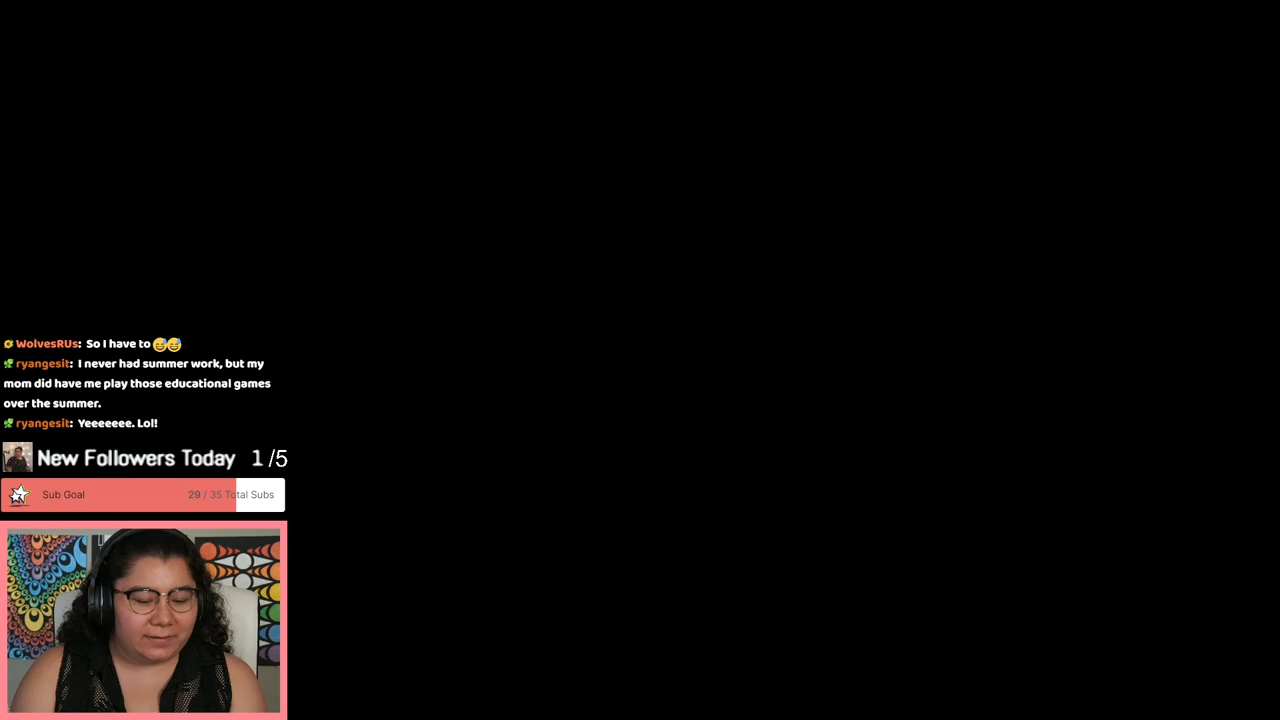 WolvesRUs: So I have to 😅😅
ryangesit: I never had summer work, but my
mom did have me play those educational games
over the summer.
ryangesit: Yeeeeeee. Lol!
New Followers Today 1 /5
Sub Goal 29 / 35 Total Subs